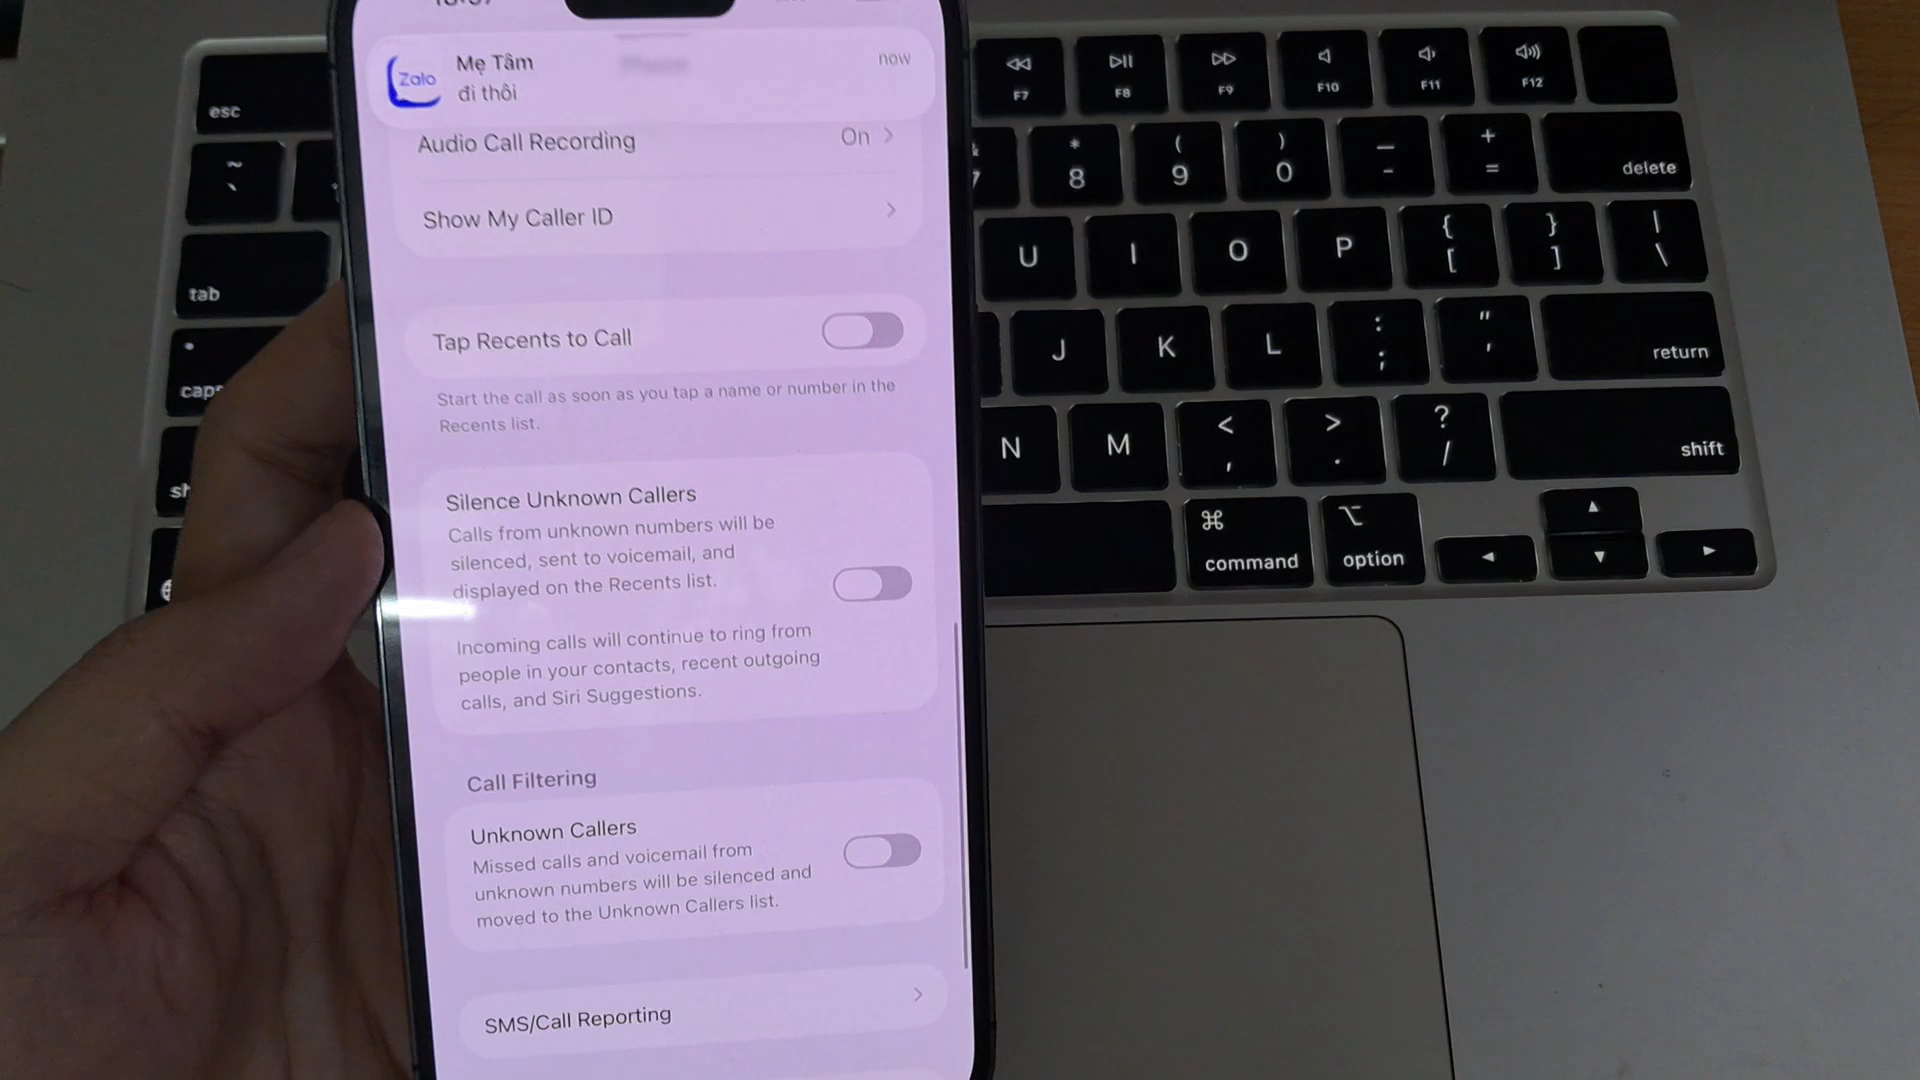 Zalo
Mẹ Tâm
now
đi thôi
Audio Call Recording
On
Show My Caller ID
Tap Recents to Call
Start the call as soon as you tap a name or number in the
Recents list.
Silence Unknown Callers
Calls from unknown numbers will be
silenced, sent to voicemail, and
displayed on the Recents list.
Incoming calls will continue to ring from
people in your contacts, recent outgoing
calls, and Siri Suggestions.
Call Filtering
Unknown Callers
Missed calls and voicemail from
unknown numbers will be silenced and
moved to the Unknown Callers list.
SMS/Call Reporting
esc
F7
F8
F9
F10
F11
F12
~
`
*
8
(
9
)
0
—
-
+
=
delete
tab
U
I
O
P
{
[
}
]
|
\
caps
J
K
L
:
;
"
'
return
sh
N
M
<
,
>
.
?
/
shift
⌘
command
⌥
option